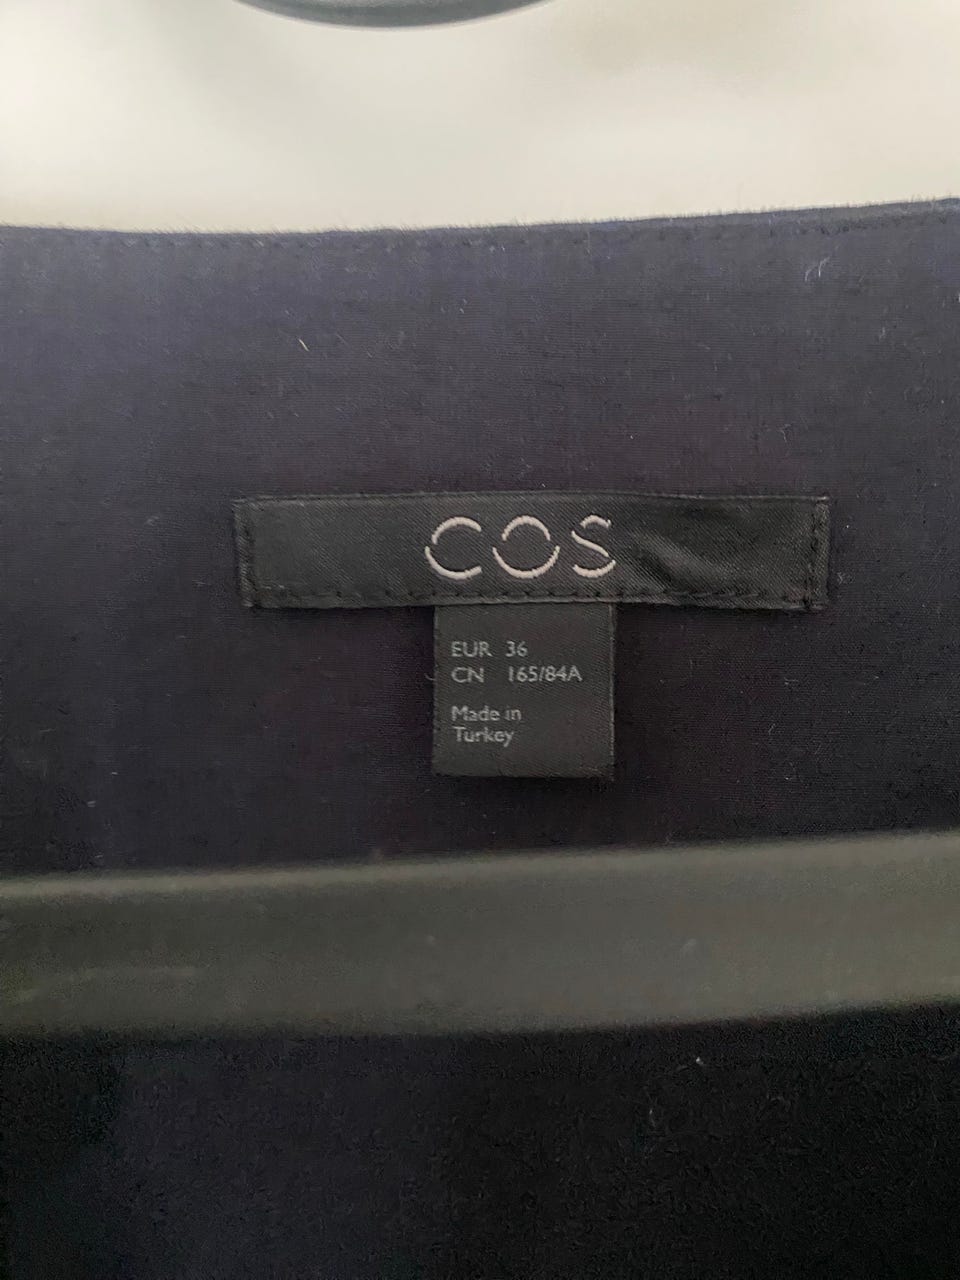 COS
EUR 36
CN 165/84A
Made in
Turkey